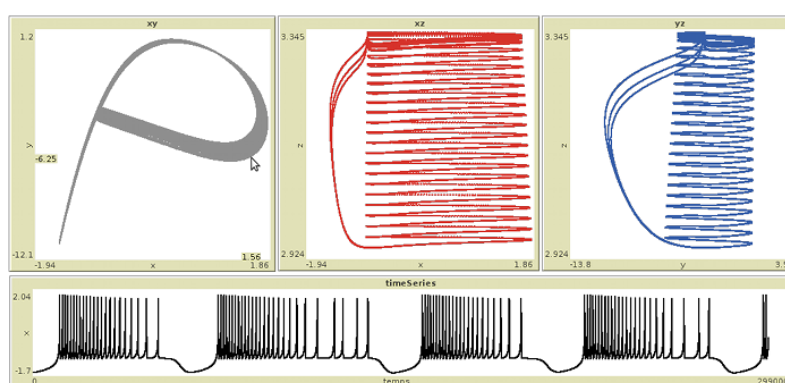 xy
1.2
y
-6.25
-12.1
1.56
-1.94
x
1.86
xz
3.345
z
2.924
-1.94
x
1.86
yz
3.345
z
2.924
-13.8
y
timeSeries
2.04
x
-1.7
0
temps